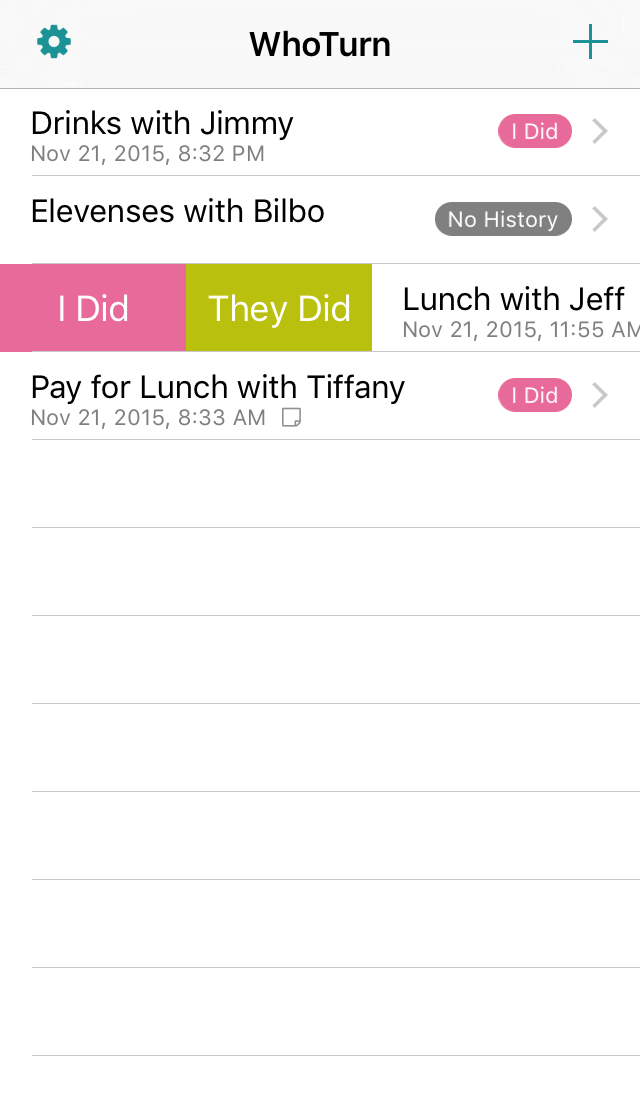 WhoTurn
Drinks with Jimmy
I Did
Nov 21, 2015, 8:32 PM
Elevenses with Bilbo
No History
I Did
They Did
Lunch with Jeff
Nov 21, 2015, 11:55 AM
Pay for Lunch with Tiffany
I Did
Nov 21, 2015, 8:33 AM